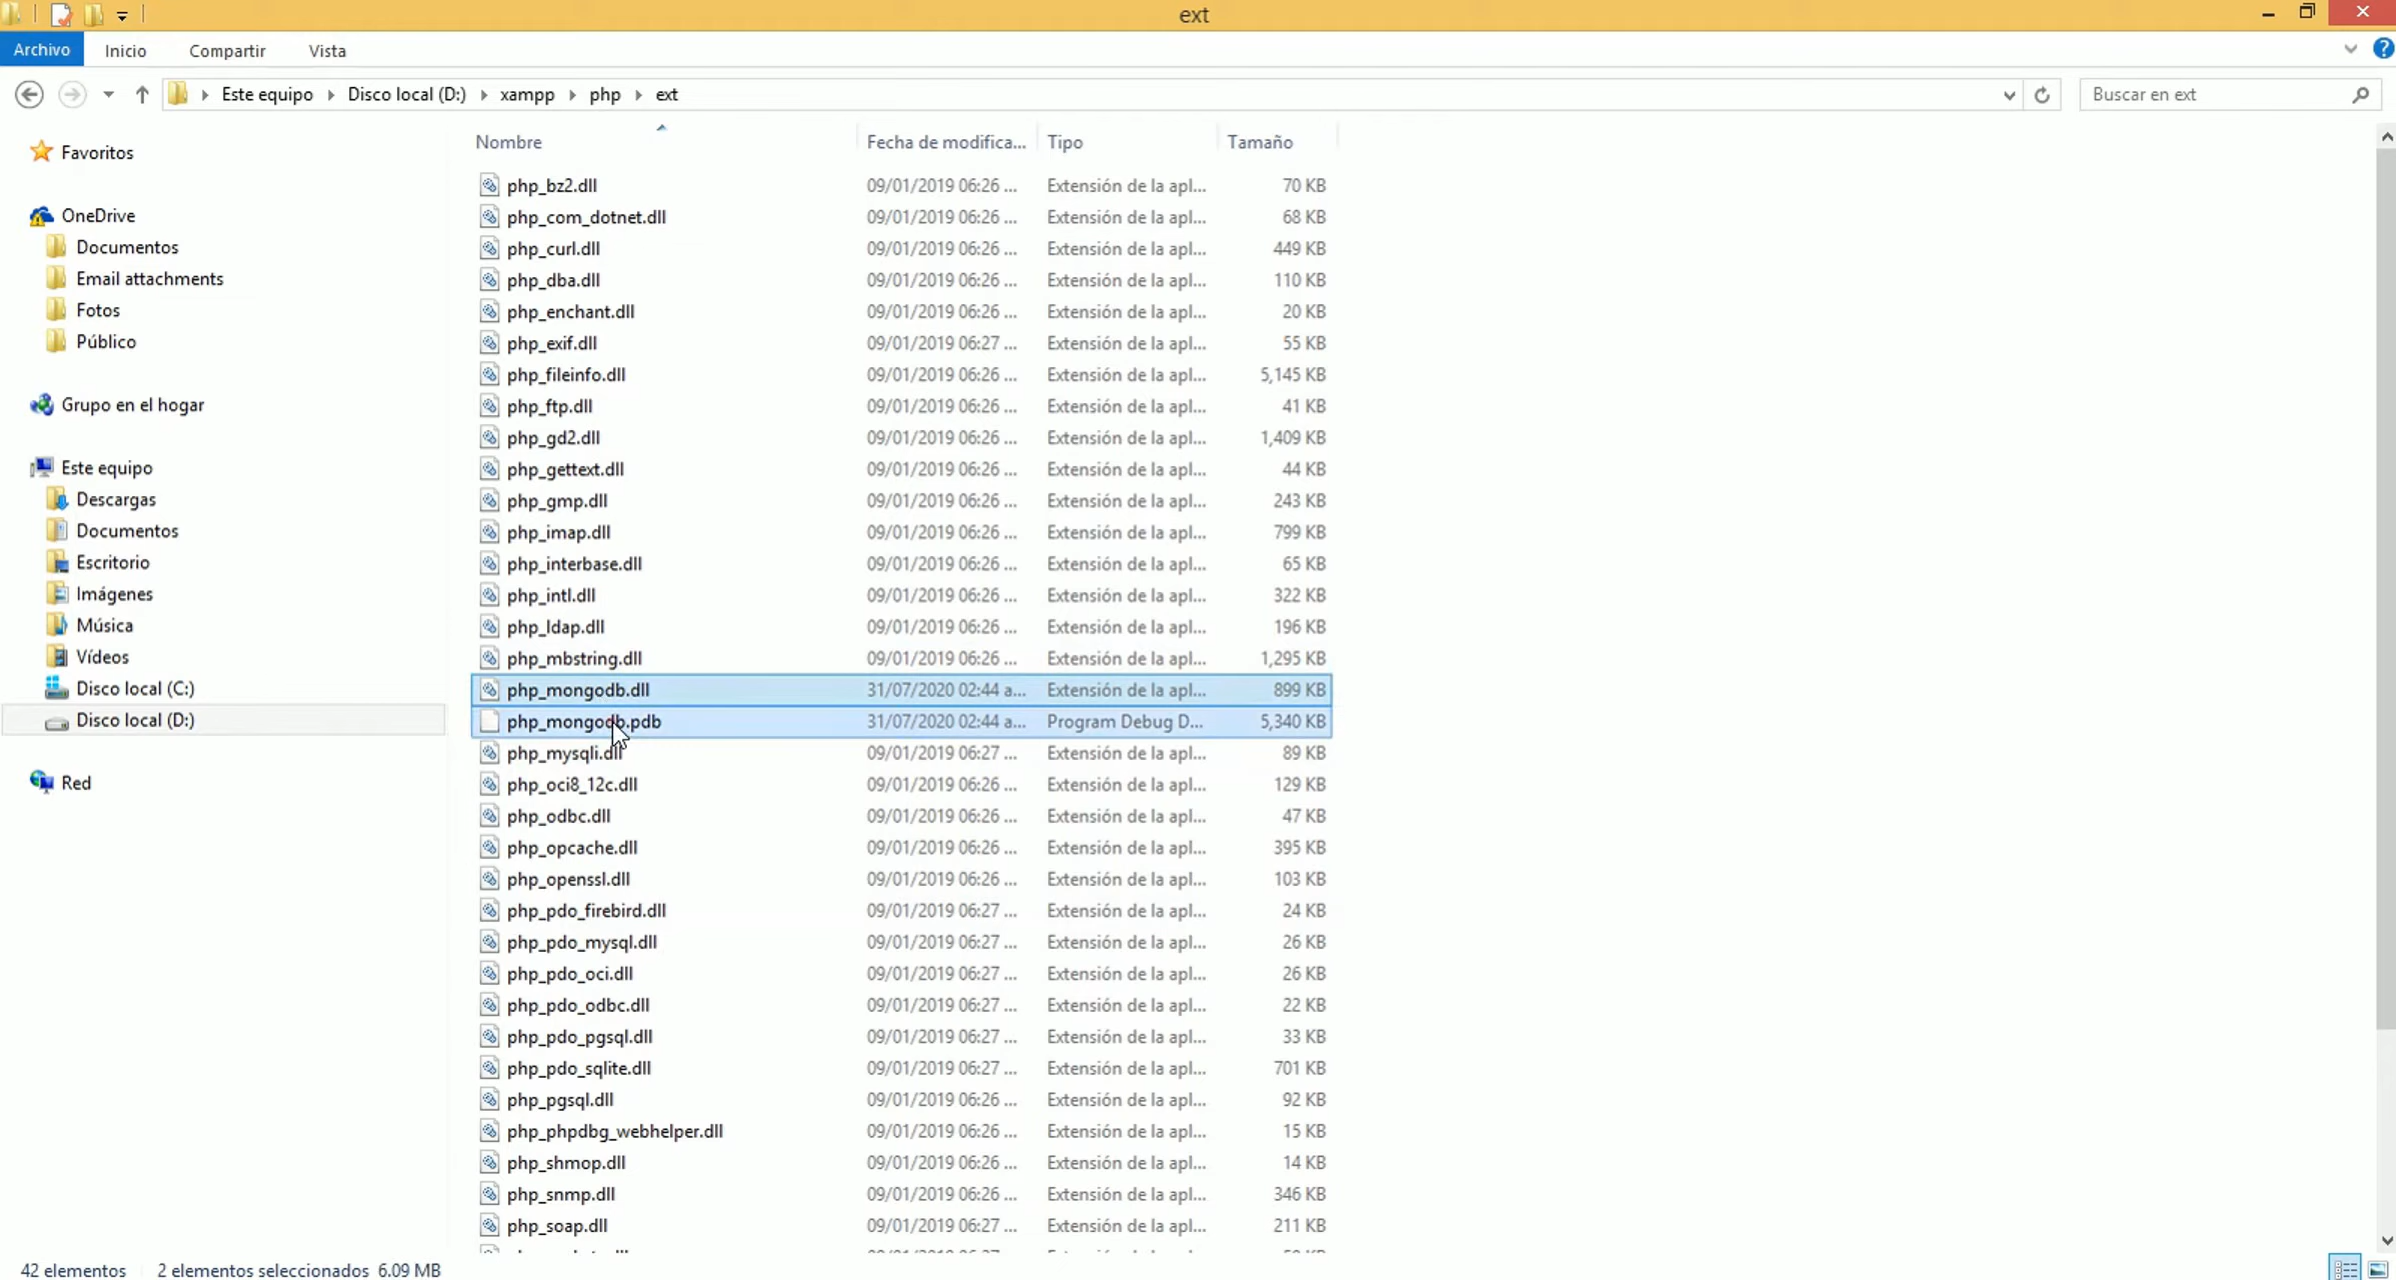 ext
Archivo Inicio Compartir Vista
Este equipo Disco local (D:) xampp php ext Buscar en ext
Favoritos
OneDrive
Documentos
Email attachments
Fotos
Público
Grupo en el hogar
Este equipo
Descargas
Documentos
Escritorio
Imágenes
Música
Vídeos
Disco local (C:)
Disco local (D:)
Red
Nombre Fecha de modifica... Tipo Tamaño
php_bz2.dll 09/01/2019 06:26 ... Extensión de la apl... 70 KB
php_com_dotnet.dll 09/01/2019 06:26 ... Extensión de la apl... 68 KB
php_curl.dll 09/01/2019 06:26 ... Extensión de la apl... 449 KB
php_dba.dll 09/01/2019 06:26 ... Extensión de la apl... 110 KB
php_enchant.dll 09/01/2019 06:26 ... Extensión de la apl... 20 KB
php_exif.dll 09/01/2019 06:27 ... Extensión de la apl... 55 KB
php_fileinfo.dll 09/01/2019 06:26 ... Extensión de la apl... 5,145 KB
php_ftp.dll 09/01/2019 06:26 ... Extensión de la apl... 41 KB
php_gd2.dll 09/01/2019 06:26 ... Extensión de la apl... 1,409 KB
php_gettext.dll 09/01/2019 06:26 ... Extensión de la apl... 44 KB
php_gmp.dll 09/01/2019 06:26 ... Extensión de la apl... 243 KB
php_imap.dll 09/01/2019 06:26 ... Extensión de la apl... 799 KB
php_interbase.dll 09/01/2019 06:26 ... Extensión de la apl... 65 KB
php_intl.dll 09/01/2019 06:26 ... Extensión de la apl... 322 KB
php_ldap.dll 09/01/2019 06:26 ... Extensión de la apl... 196 KB
php_mbstring.dll 09/01/2019 06:26 ... Extensión de la apl... 1,295 KB
php_mongodb.dll 31/07/2020 02:44 a... Extensión de la apl... 899 KB
php_mongodb.pdb 31/07/2020 02:44 a... Program Debug D... 5,340 KB
php_mysqli.dll 09/01/2019 06:27 ... Extensión de la apl... 89 KB
php_oci8_12c.dll 09/01/2019 06:26 ... Extensión de la apl... 129 KB
php_odbc.dll 09/01/2019 06:26 ... Extensión de la apl... 47 KB
php_opcache.dll 09/01/2019 06:26 ... Extensión de la apl... 395 KB
php_openssl.dll 09/01/2019 06:26 ... Extensión de la apl... 103 KB
php_pdo_firebird.dll 09/01/2019 06:27 ... Extensión de la apl... 24 KB
php_pdo_mysql.dll 09/01/2019 06:27 ... Extensión de la apl... 26 KB
php_pdo_oci.dll 09/01/2019 06:27 ... Extensión de la apl... 26 KB
php_pdo_odbc.dll 09/01/2019 06:27 ... Extensión de la apl... 22 KB
php_pdo_pgsql.dll 09/01/2019 06:27 ... Extensión de la apl... 33 KB
php_pdo_sqlite.dll 09/01/2019 06:27 ... Extensión de la apl... 701 KB
php_pgsql.dll 09/01/2019 06:26 ... Extensión de la apl... 92 KB
php_phpdbg_webhelper.dll 09/01/2019 06:26 ... Extensión de la apl... 15 KB
php_shmop.dll 09/01/2019 06:26 ... Extensión de la apl... 14 KB
php_snmp.dll 09/01/2019 06:26 ... Extensión de la apl... 346 KB
php_soap.dll 09/01/2019 06:27 ... Extensión de la apl... 211 KB
42 elementos 2 elementos seleccionados 6.09 MB